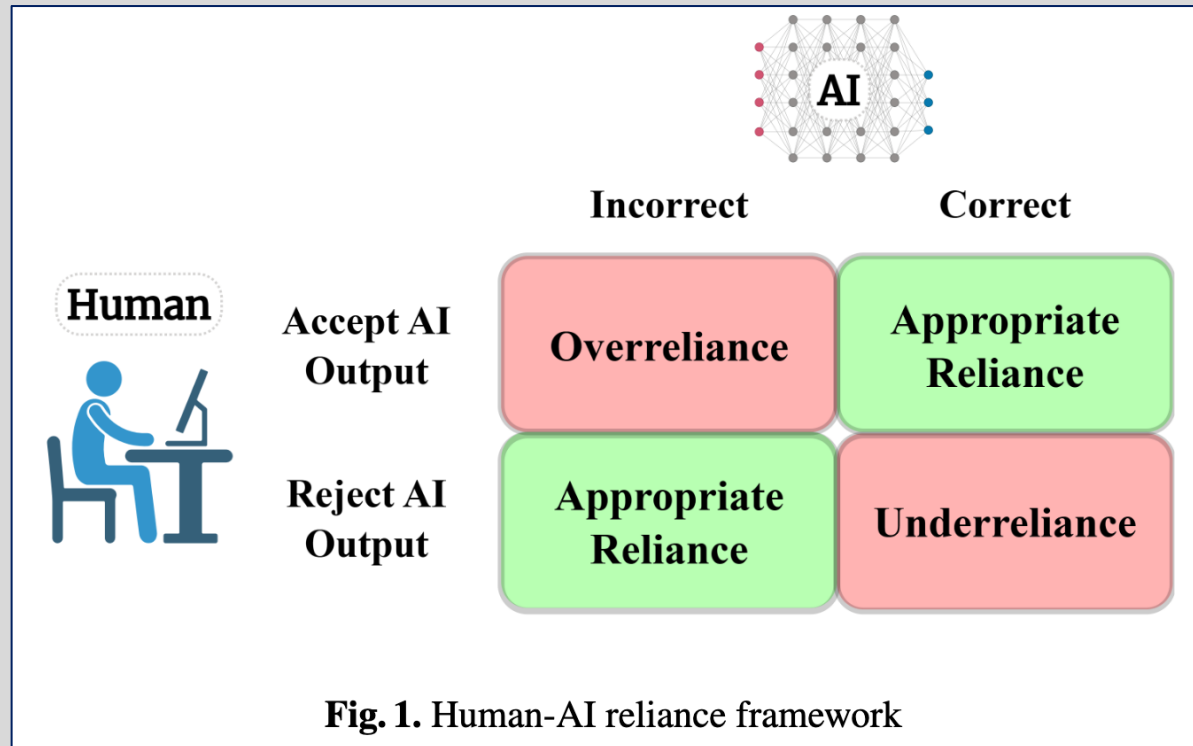 AI
Incorrect
Correct
Human
Accept AI
Output
Overreliance
Appropriate
Reliance
Reject AI
Output
Appropriate
Reliance
Underreliance
Fig. 1. Human-AI reliance framework